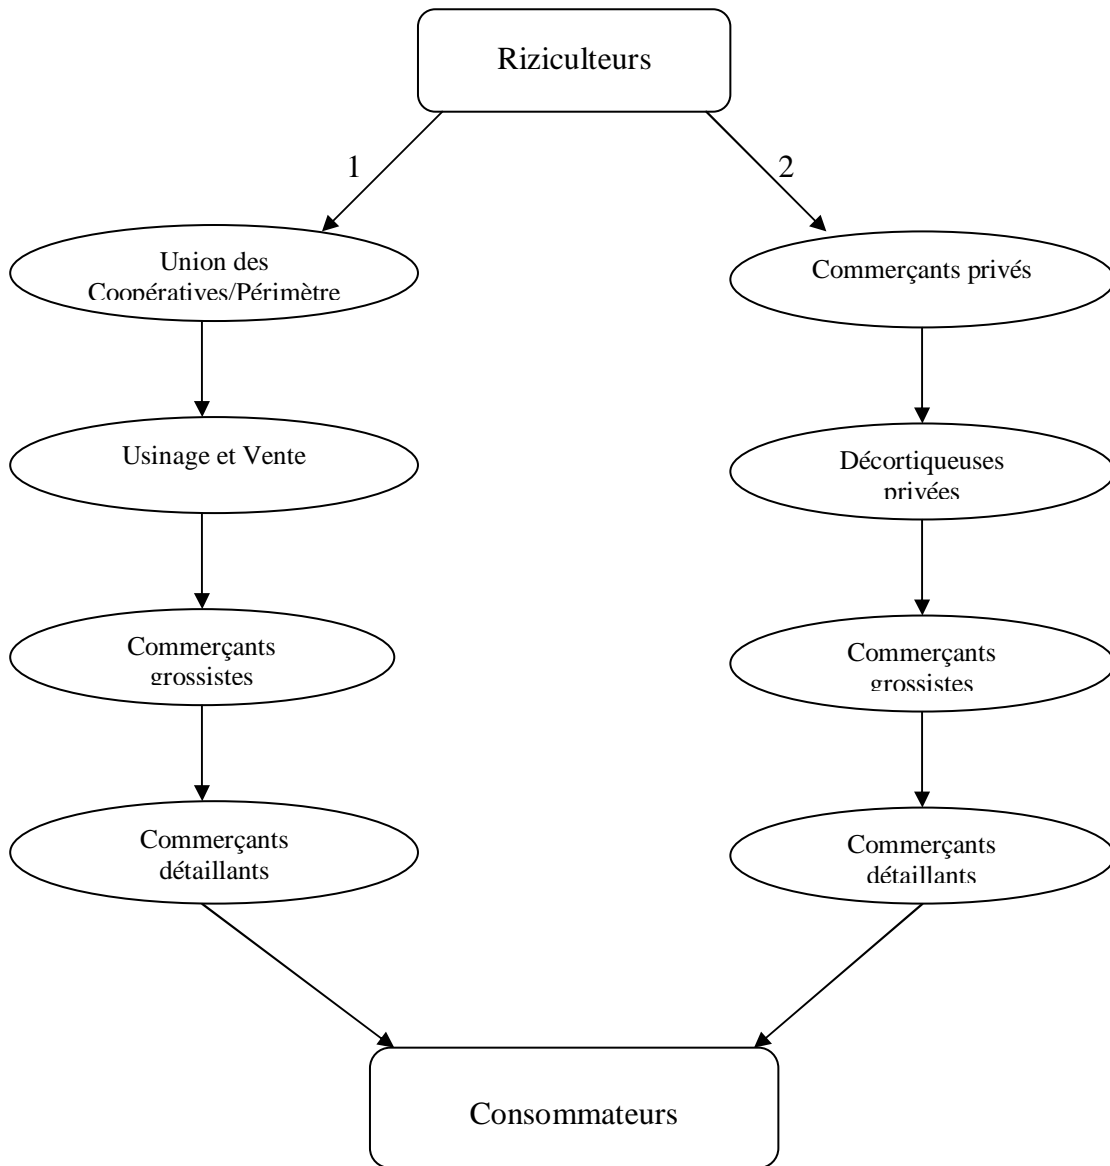 Riziculteurs
1
2
Union des
Coopératives/Périmètre
Commerçants privés
Usinage et Vente
Décortiqueuses
privées
Commerçants
grossistes
Commerçants
grossistes
Commerçants
détaillants
Commerçants
détaillants
Consommateurs